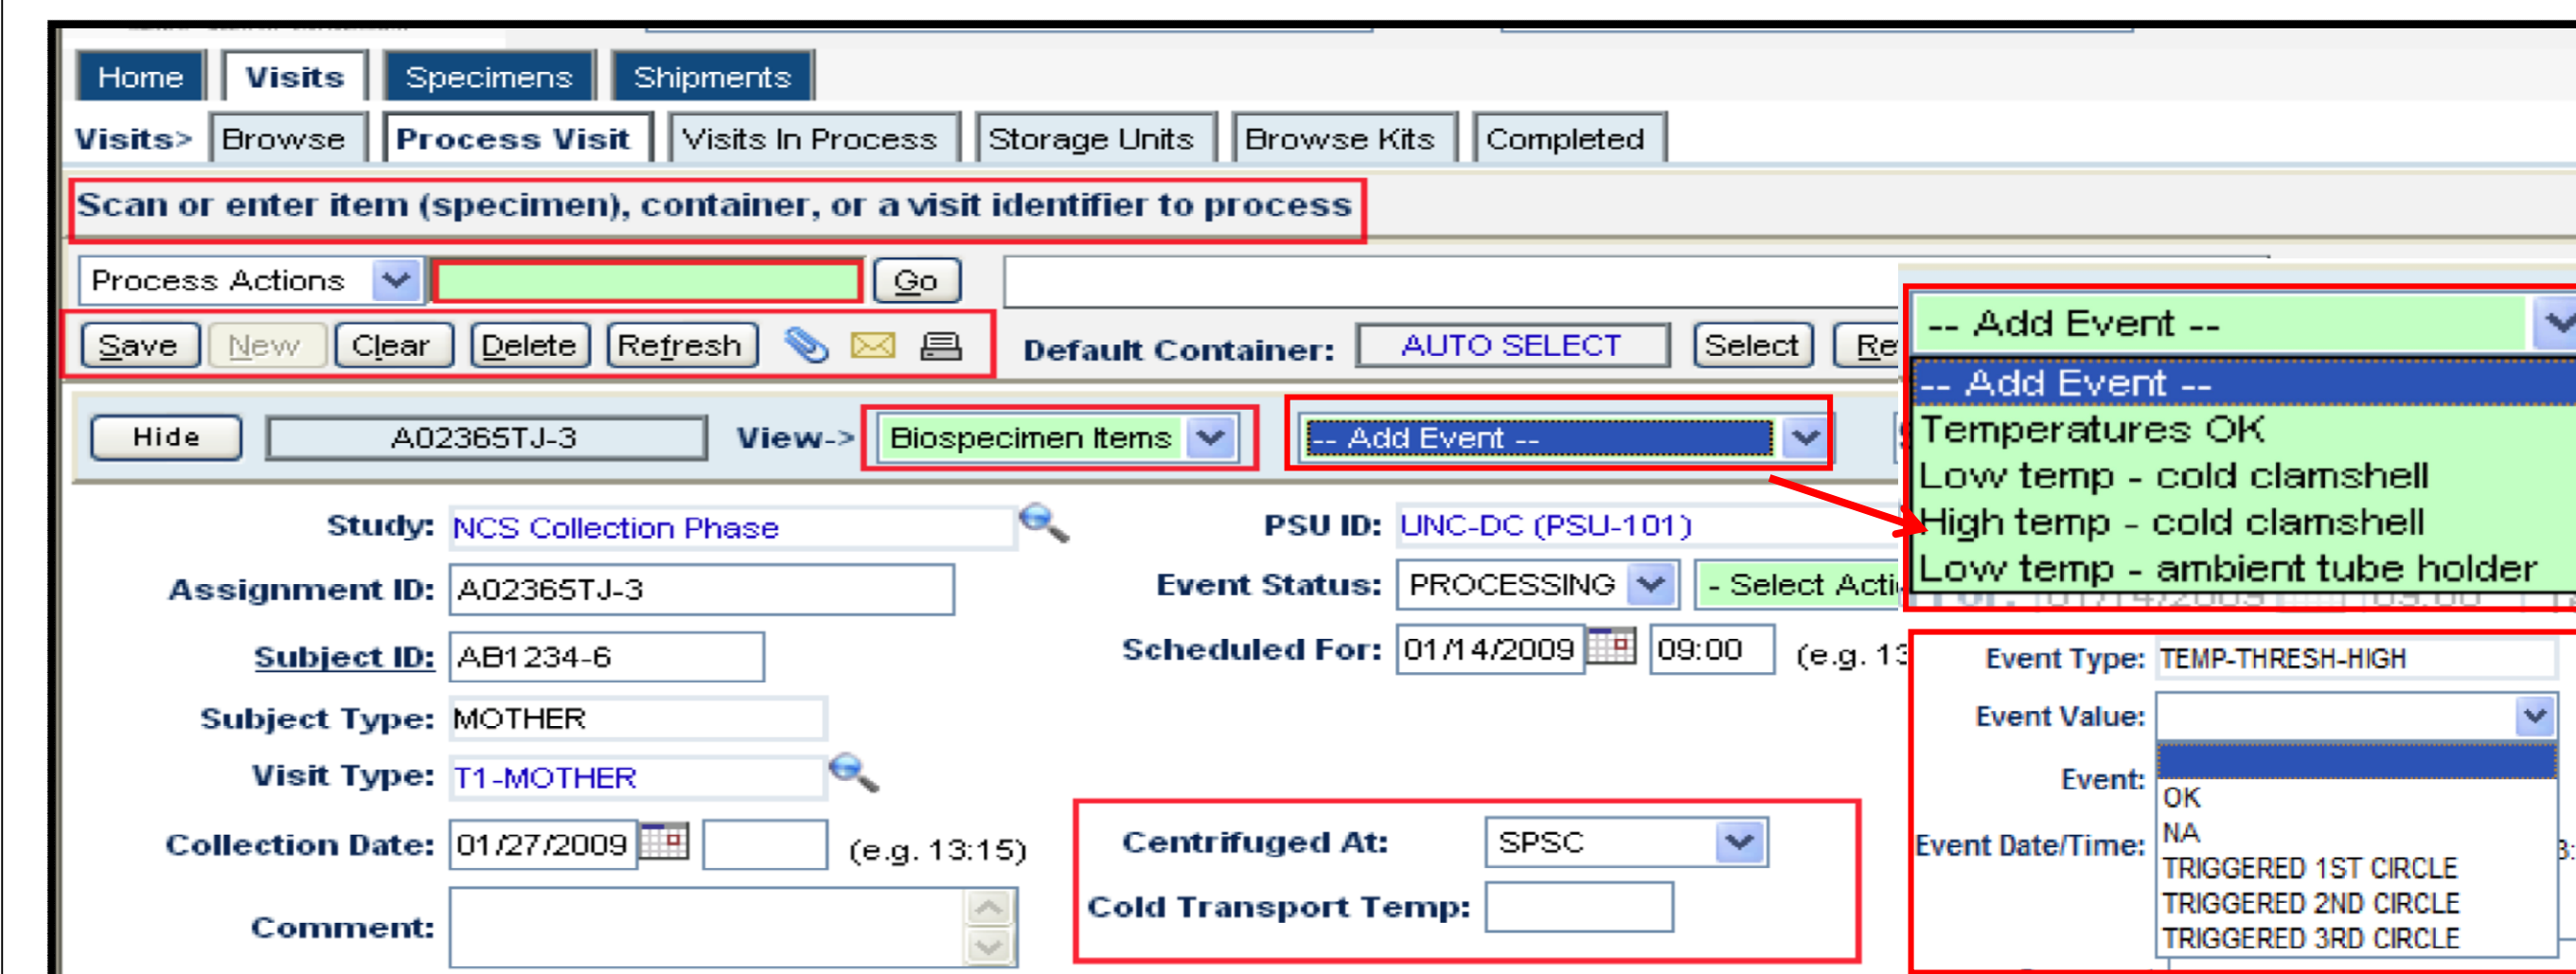 Home Visits Specimens Shipments
Visits> Browse Process Visit Visits In Process Storage Units Browse Kits Completed
Scan or enter item (specimen), container, or a visit identifier to process
Process Actions Go
Save New Clear Delete Refresh Default Container: AUTO SELECT Select Re
Hide A02365TJ-3 View-> Biospecimen Items -- Add Event --
-- Add Event --
-- Add Event --
Temperatures OK
Low temp - cold clamshell
High temp - cold clamshell
Low temp - ambient tube holder
Study: NCS Collection Phase PSU ID: UNC-DC (PSU-101)
Assignment ID: A02365TJ-3 Event Status: PROCESSING - Select Acti
Subject ID: AB1234-6 Scheduled For: 01/14/2009 09:00 (e.g. 13
Subject Type: MOTHER
Visit Type: T1-MOTHER
Collection Date: 01/27/2009 (e.g. 13:15) Centrifuged At: SPSC
Comment: Cold Transport Temp:
Event Type: TEMP-THRESH-HIGH
Event Value:
Event:
OK
Event Date/Time: NA
TRIGGERED 1ST CIRCLE
TRIGGERED 2ND CIRCLE
TRIGGERED 3RD CIRCLE